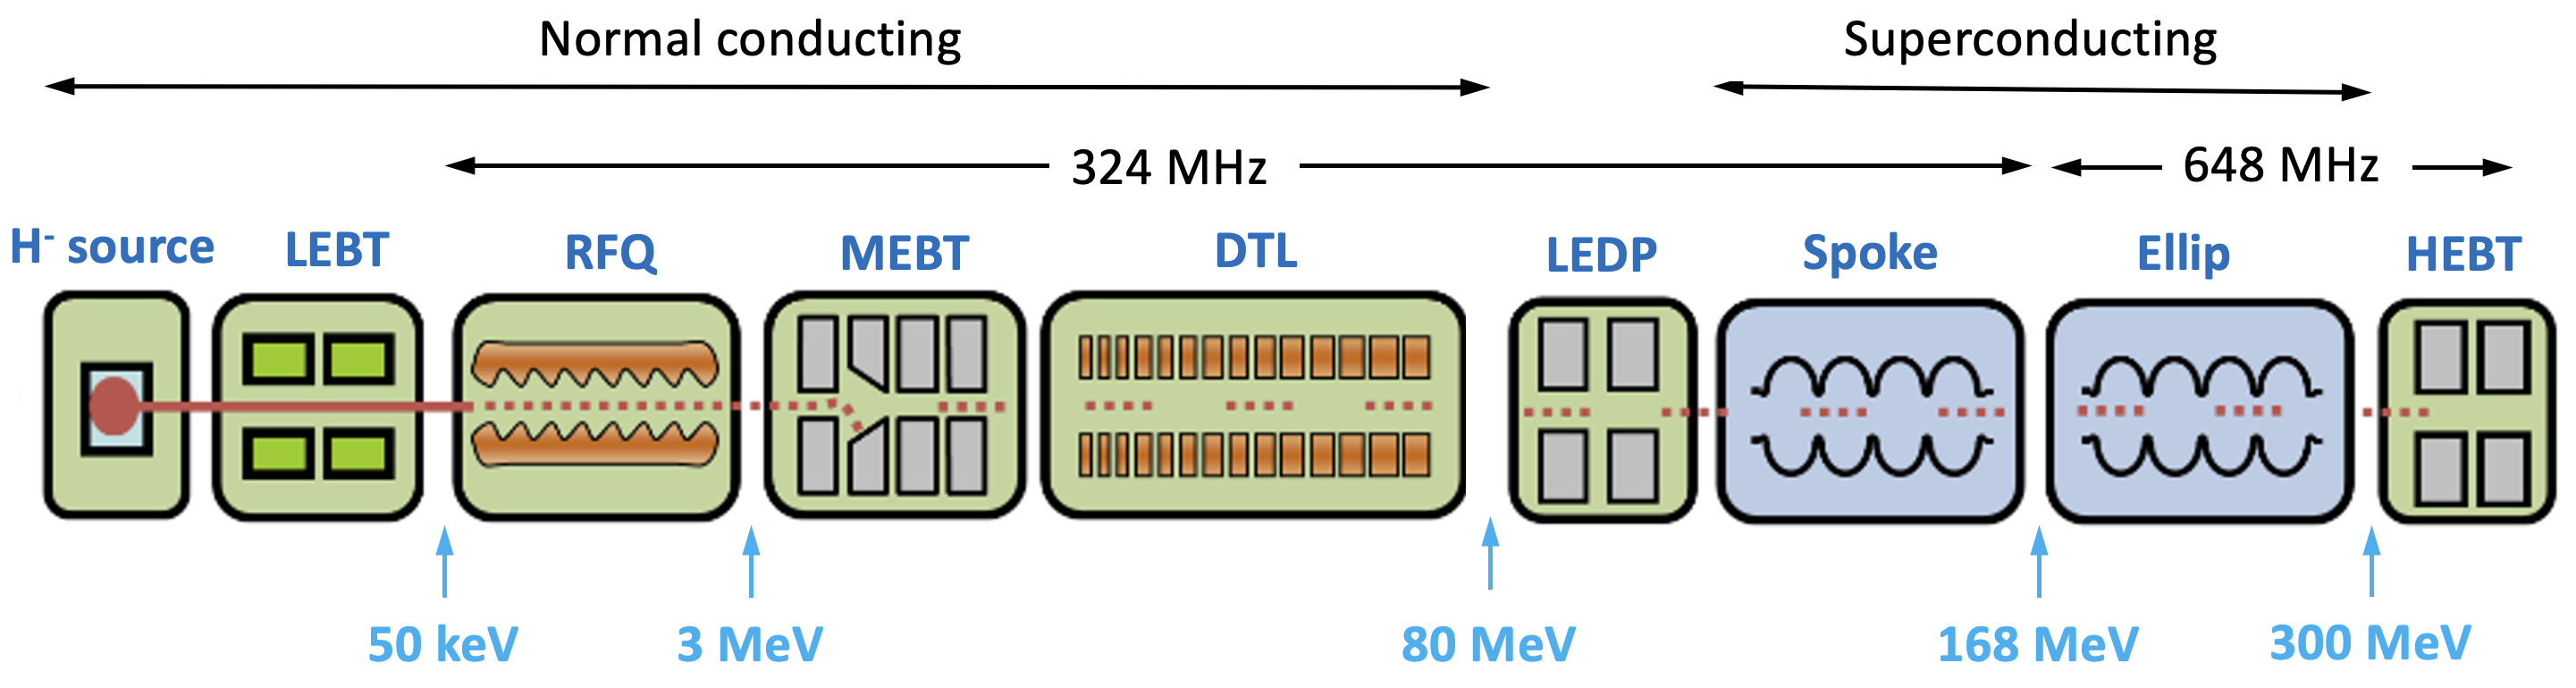 Normal conducting
Superconducting
324 MHz
648 MHz
H- source
LEBT
RFQ
MEBT
DTL
LEDP
Spoke
Ellip
HEBT
50 keV
3 MeV
80 MeV
168 MeV
300 MeV